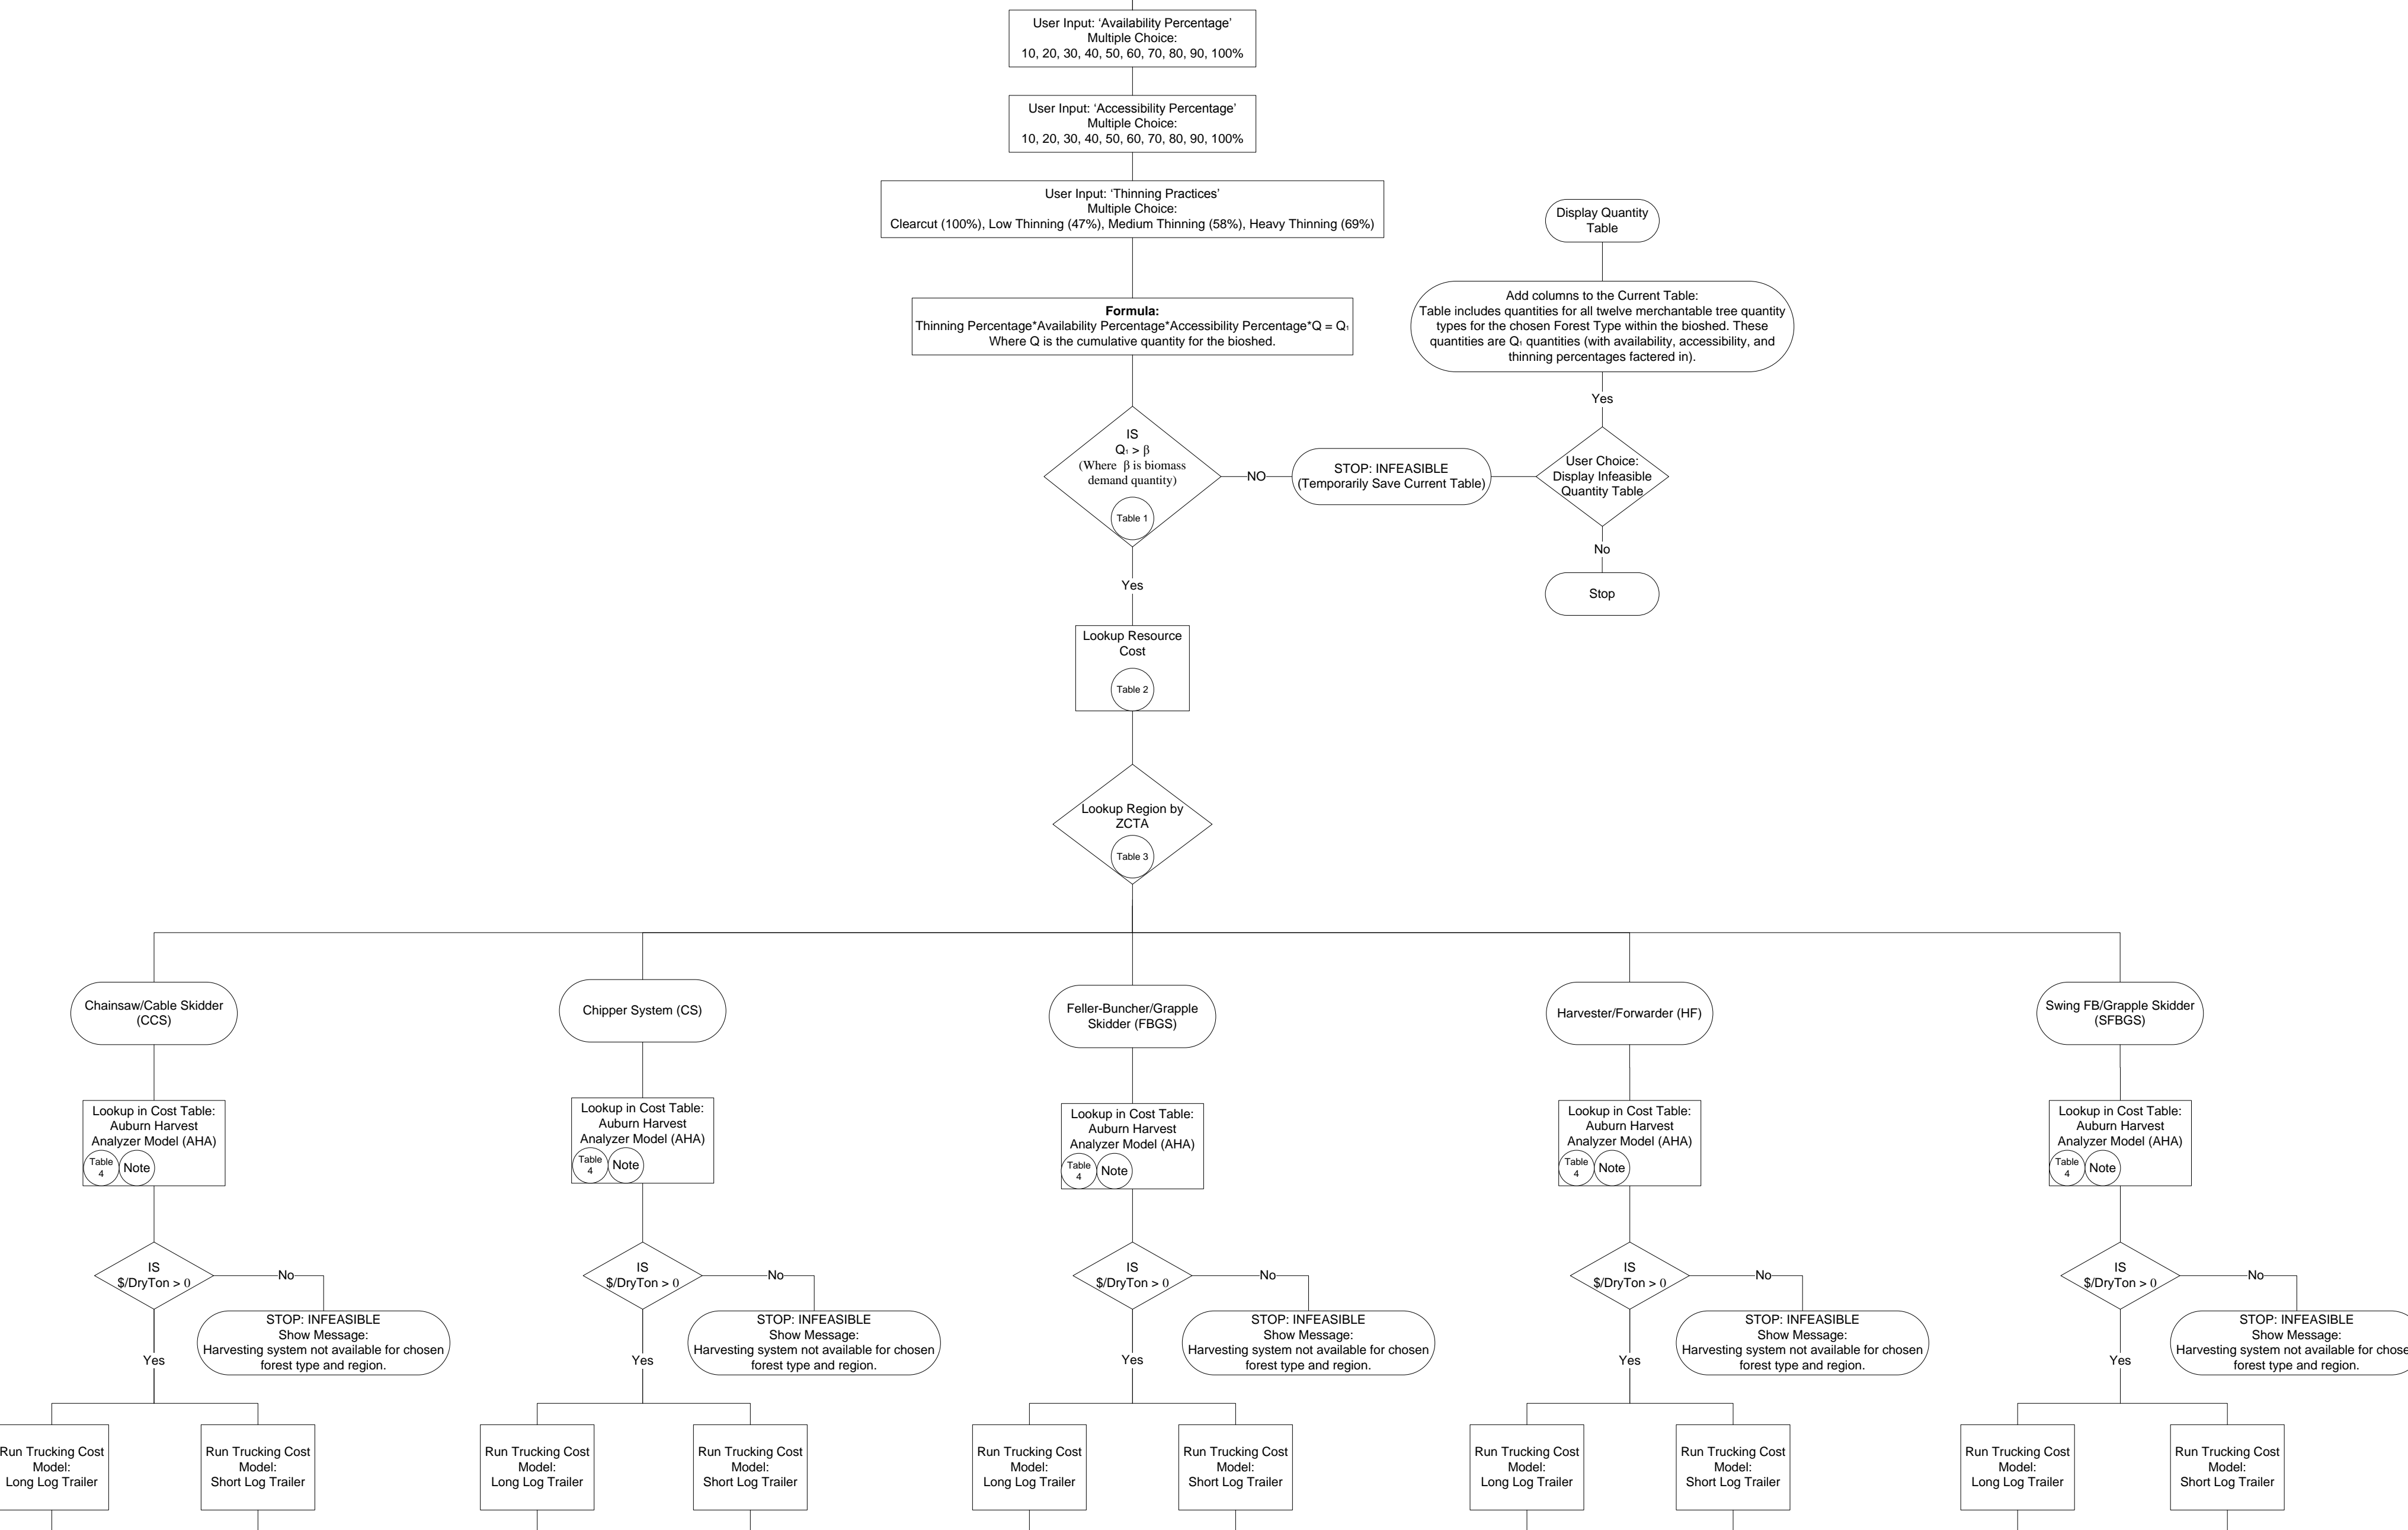 User Input: ‘Availability Percentage’
Multiple Choice:
10, 20, 30, 40, 50, 60, 70, 80, 90, 100%
User Input: ‘Accessibility Percentage’
Multiple Choice:
10, 20, 30, 40, 50, 60, 70, 80, 90, 100%
User Input: ‘Thinning Practices’
Multiple Choice:
Clearcut (100%), Low Thinning (47%), Medium Thinning (58%), Heavy Thinning (69%)
Display Quantity
Table
Formula:
Thinning Percentage*Availability Percentage*Accessibility Percentage*Q = Q₁
Where Q is the cumulative quantity for the bioshed.
Add columns to the Current Table:
Table includes quantities for all twelve merchantable tree quantity
types for the chosen Forest Type within the bioshed. These
quantities are Q₁ quantities (with availability, accessibility, and
thinning percentages factered in).
Yes
IS
Q₁ > β
(Where β is biomass
demand quantity)
Table 1
NO
STOP: INFEASIBLE
(Temporarily Save Current Table)
User Choice:
Display Infeasible
Quantity Table
No
Stop
Yes
Lookup Resource
Cost
Table 2
Lookup Region by
ZCTA
Table 3
Chainsaw/Cable Skidder
(CCS)
Chipper System (CS)
Feller-Buncher/Grapple
Skidder (FBGS)
Harvester/Forwarder (HF)
Swing FB/Grapple Skidder
(SFBGS)
Lookup in Cost Table:
Auburn Harvest
Analyzer Model (AHA)
Table
4
Note
Lookup in Cost Table:
Auburn Harvest
Analyzer Model (AHA)
Table
4
Note
Lookup in Cost Table:
Auburn Harvest
Analyzer Model (AHA)
Table
4
Note
Lookup in Cost Table:
Auburn Harvest
Analyzer Model (AHA)
Table
4
Note
Lookup in Cost Table:
Auburn Harvest
Analyzer Model (AHA)
Table
4
Note
IS
$/DryTon > 0
No
IS
$/DryTon > 0
No
IS
$/DryTon > 0
No
IS
$/DryTon > 0
No
IS
$/DryTon > 0
No
STOP: INFEASIBLE
Show Message:
Harvesting system not available for chosen
forest type and region.
STOP: INFEASIBLE
Show Message:
Harvesting system not available for chosen
forest type and region.
STOP: INFEASIBLE
Show Message:
Harvesting system not available for chosen
forest type and region.
STOP: INFEASIBLE
Show Message:
Harvesting system not available for chosen
forest type and region.
STOP: INFEASIBLE
Show Message:
Harvesting system not available for chose
forest type and region.
Yes
Yes
Yes
Yes
Yes
Run Trucking Cost
Model:
Long Log Trailer
Run Trucking Cost
Model:
Short Log Trailer
Run Trucking Cost
Model:
Long Log Trailer
Run Trucking Cost
Model:
Short Log Trailer
Run Trucking Cost
Model:
Long Log Trailer
Run Trucking Cost
Model:
Short Log Trailer
Run Trucking Cost
Model:
Long Log Trailer
Run Trucking Cost
Model:
Short Log Trailer
Run Trucking Cost
Model:
Long Log Trailer
Run Trucking Cost
Model:
Short Log Trailer